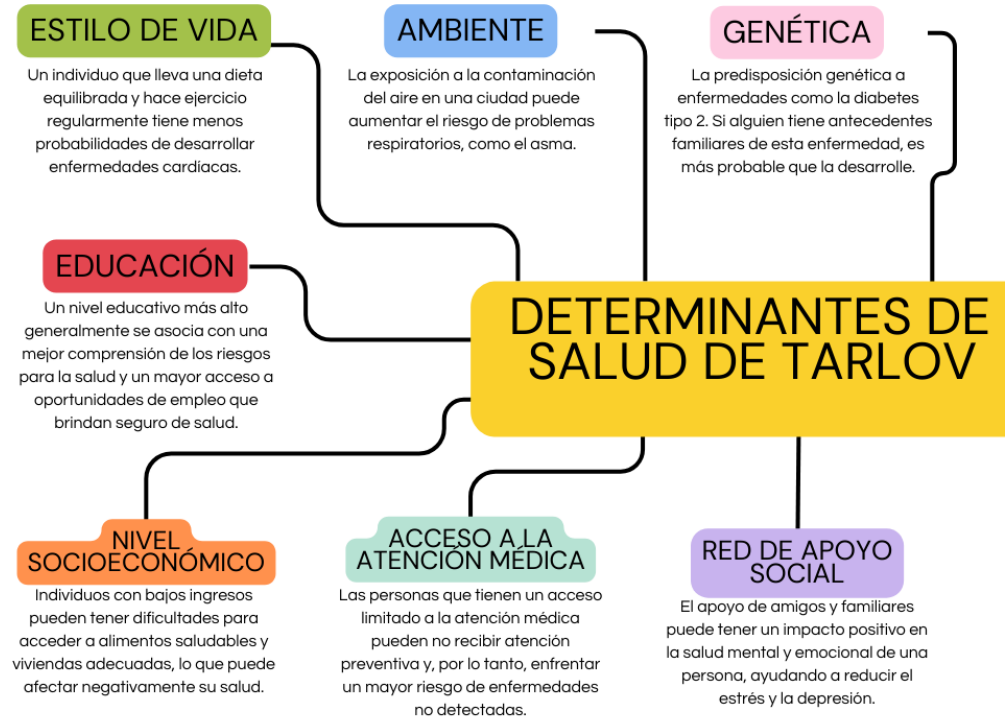 ESTILO DE VIDA
Un individuo que lleva una dieta
equilibrada y hace ejercicio
regularmente tiene menos
probabilidades de desarrollar
enfermedades cardíacas.
AMBIENTE
La exposición a la contaminación
del aire en una ciudad puede
aumentar el riesgo de problemas
respiratorios, como el asma.
GENÉTICA
La predisposición genética a
enfermedades como la diabetes
tipo 2. Si alguien tiene antecedentes
familiares de esta enfermedad, es
más probable que la desarrolle.
EDUCACIÓN
Un nivel educativo más alto
generalmente se asocia con una
mejor comprensión de los riesgos
para la salud y un mayor acceso a
oportunidades de empleo que
brindan seguro de salud.
DETERMINANTES DE
SALUD DE TARLOV
NIVEL
SOCIOECONÓMICO
Individuos con bajos ingresos
pueden tener dificultades para
acceder a alimentos saludables y
viviendas adecuadas, lo que puede
afectar negativamente su salud.
ACCESO A LA
ATENCIÓN MÉDICA
Las personas que tienen un acceso
limitado a la atención médica
pueden no recibir atención
preventiva y, por lo tanto, enfrentar
un mayor riesgo de enfermedades
no detectadas.
RED DE APOYO
SOCIAL
El apoyo de amigos y familiares
puede tener un impacto positivo en
la salud mental y emocional de una
persona, ayudando a reducir el
estrés y la depresión.